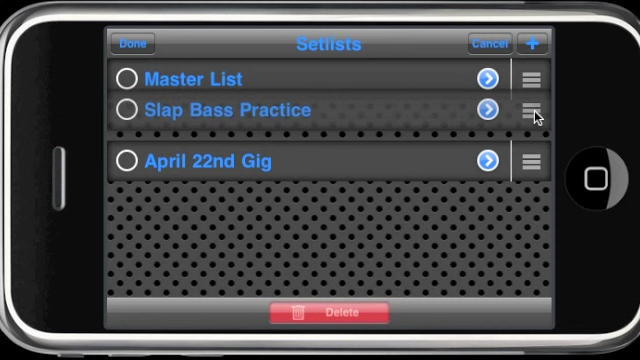 Done Setlists Cancel +
Master List
Slap Bass Practice
April 22nd Gig
Delete